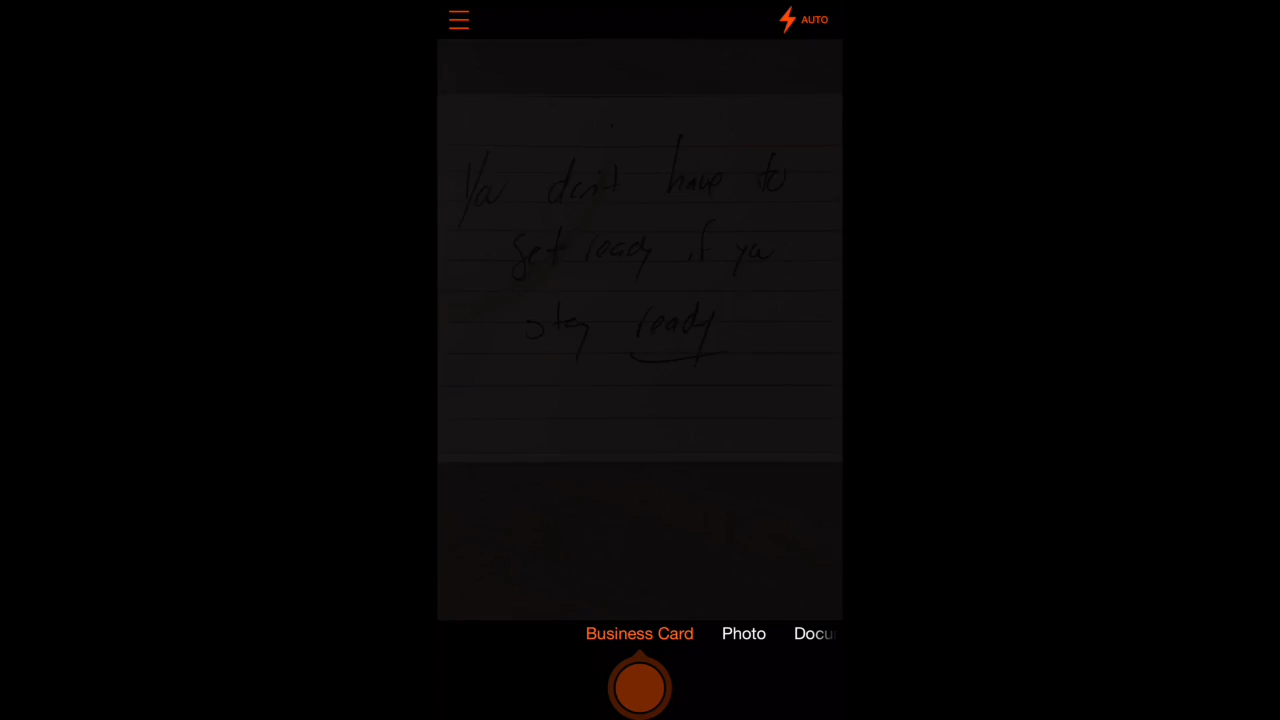 AUTO
You don't have to
get ready if you
stay ready
Business Card Photo Docu